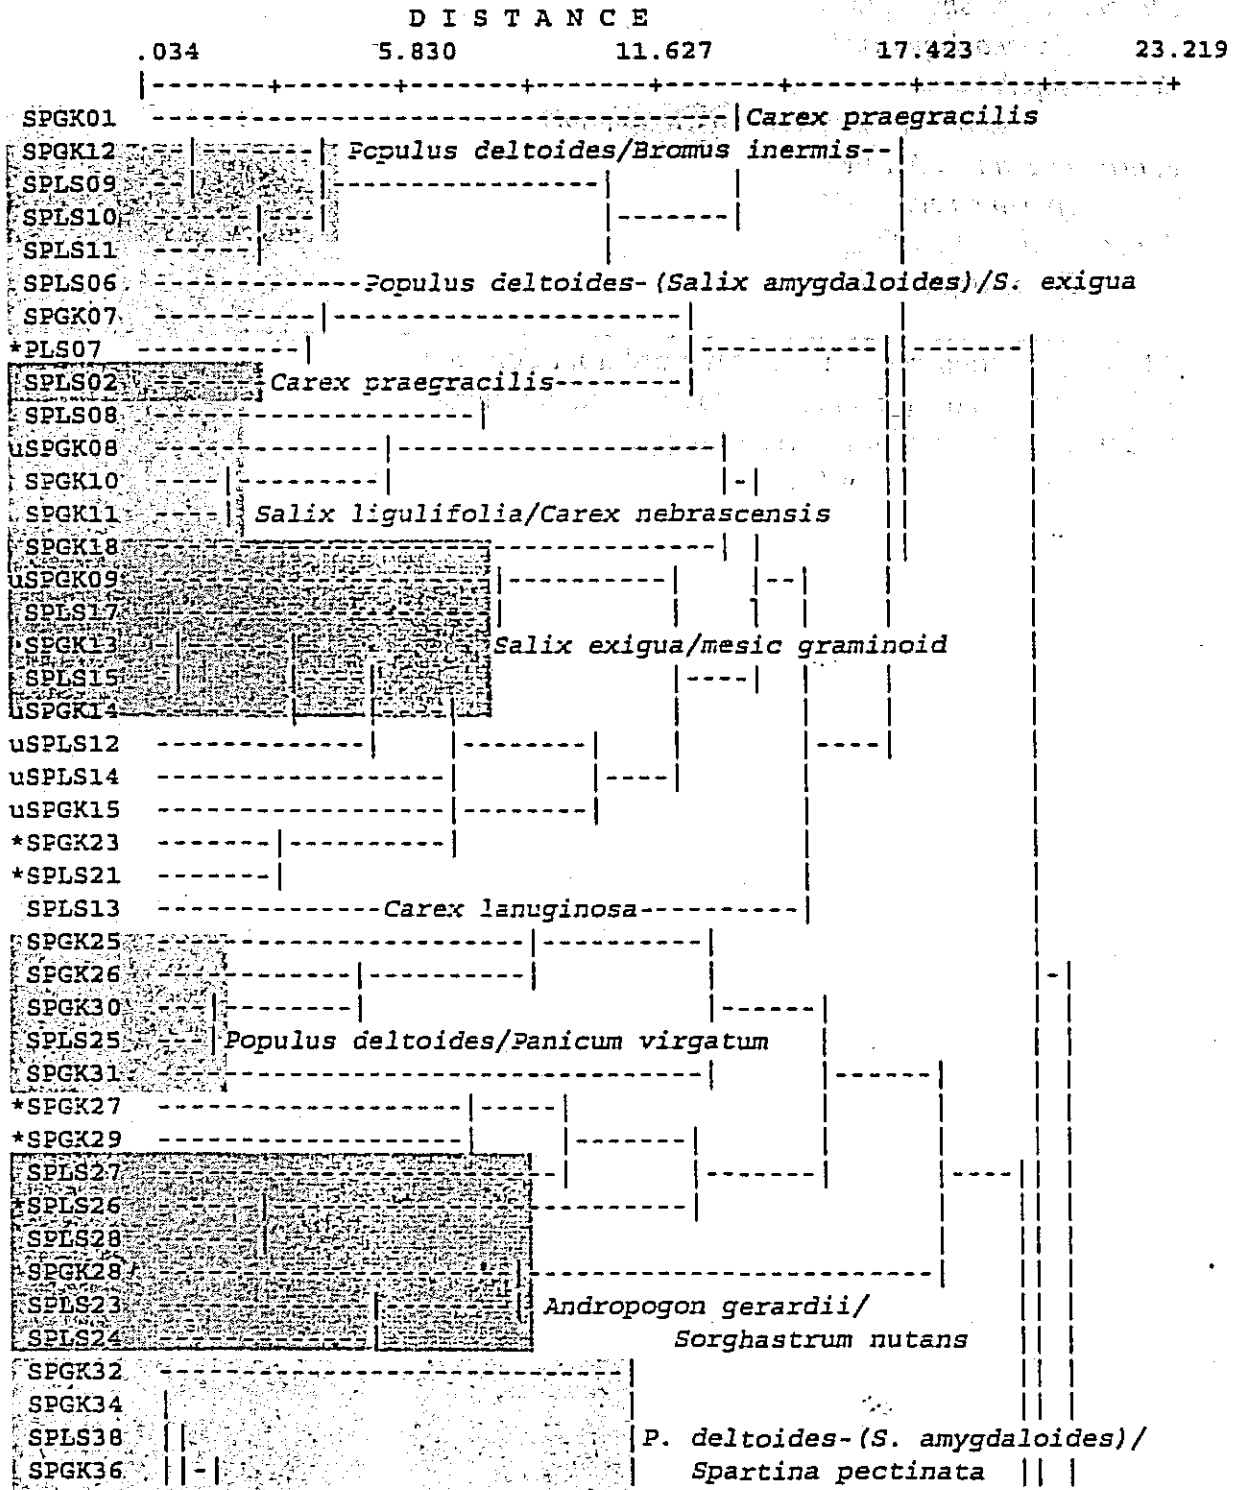 D I S T A N C E
.034 5.830 11.627 17.423 23.219
|-------+-------+-------+-------+-------+-------+-------+-------+
SPGK01 Carex praegracilis
SPGK12 Populus deltoides/Bromus inermis--
SPLS09
SPLS10
SPLS11
SPLS06 Populus deltoides-(Salix amygdaloides)/S. exigua
SPGK07
*PLS07
SPLS02 Carex praegracilis
SPLS08
uSPGK08
SPGK10
SPGK11 Salix ligulifolia/Carex nebrascensis
SPGK18
uSPGK09
SPLS17
SPGK13 Salix exigua/mesic graminoid
SPLS15
uSPGK14
uSPLS12
uSPLS14
uSPGK15
*SPGK23
*SPLS21
SPLS13 Carex lanuginosa
SPGK25
SPGK26
SPGK30
SPLS25 Populus deltoides/Panicum virgatum
SPGK31
*SPGK27
*SPGK29
SPLS27
*SPLS26
SPLS28
SPGK28
SPLS23 Andropogon gerardii/
SPLS24 Sorghastrum nutans
SPGK32
SPGK34
SPLS38 P. deltoides-(S. amygdaloides)/
SPGK36 Spartina pectinata